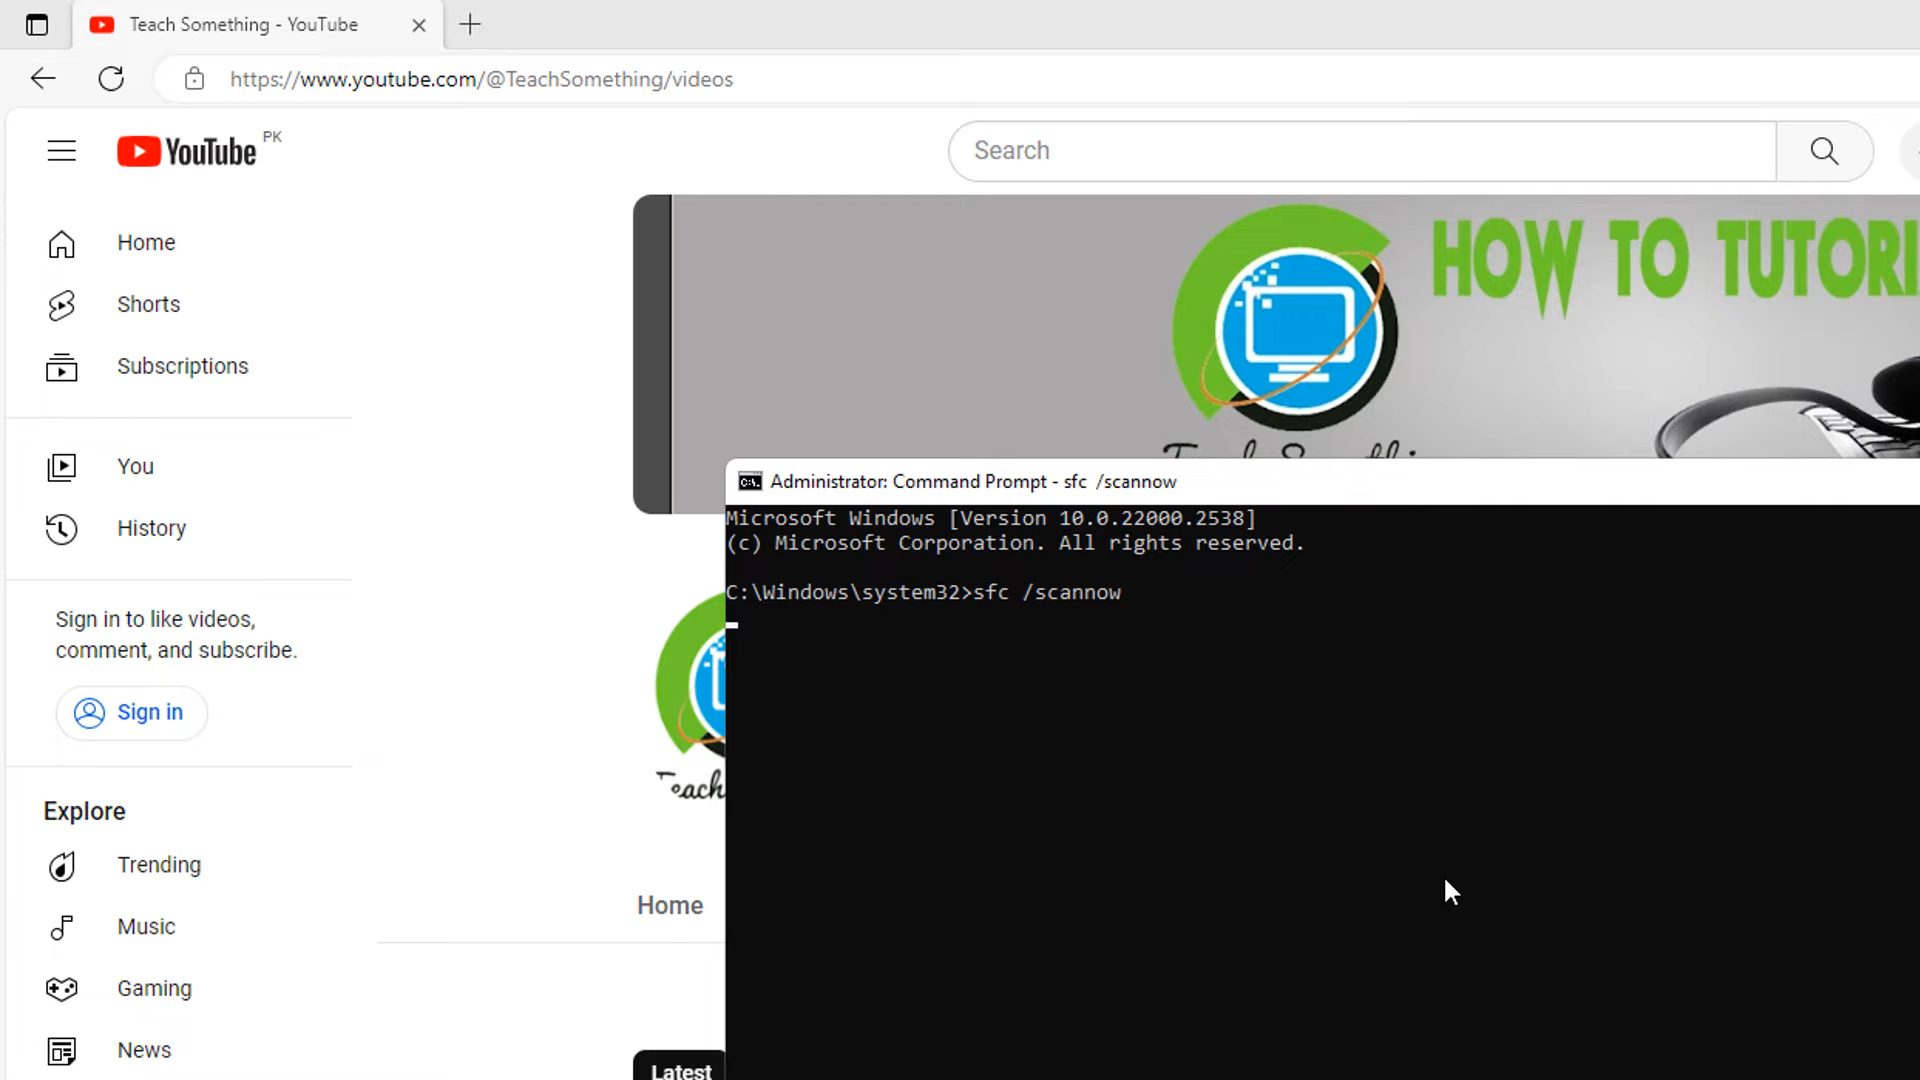 Teach Something - YouTube
https://www.youtube.com/@TeachSomething/videos
YouTube PK
Search
Home
Shorts
Subscriptions
You
History
Sign in to like videos,
comment, and subscribe.
Sign in
Explore
Trending
Music
Gaming
News
HOW TO TUTORI
Teach
Home
Latest
Administrator: Command Prompt - sfc /scannow
Microsoft Windows [Version 10.0.22000.2538]
(c) Microsoft Corporation. All rights reserved.
C:\Windows\system32>sfc /scannow